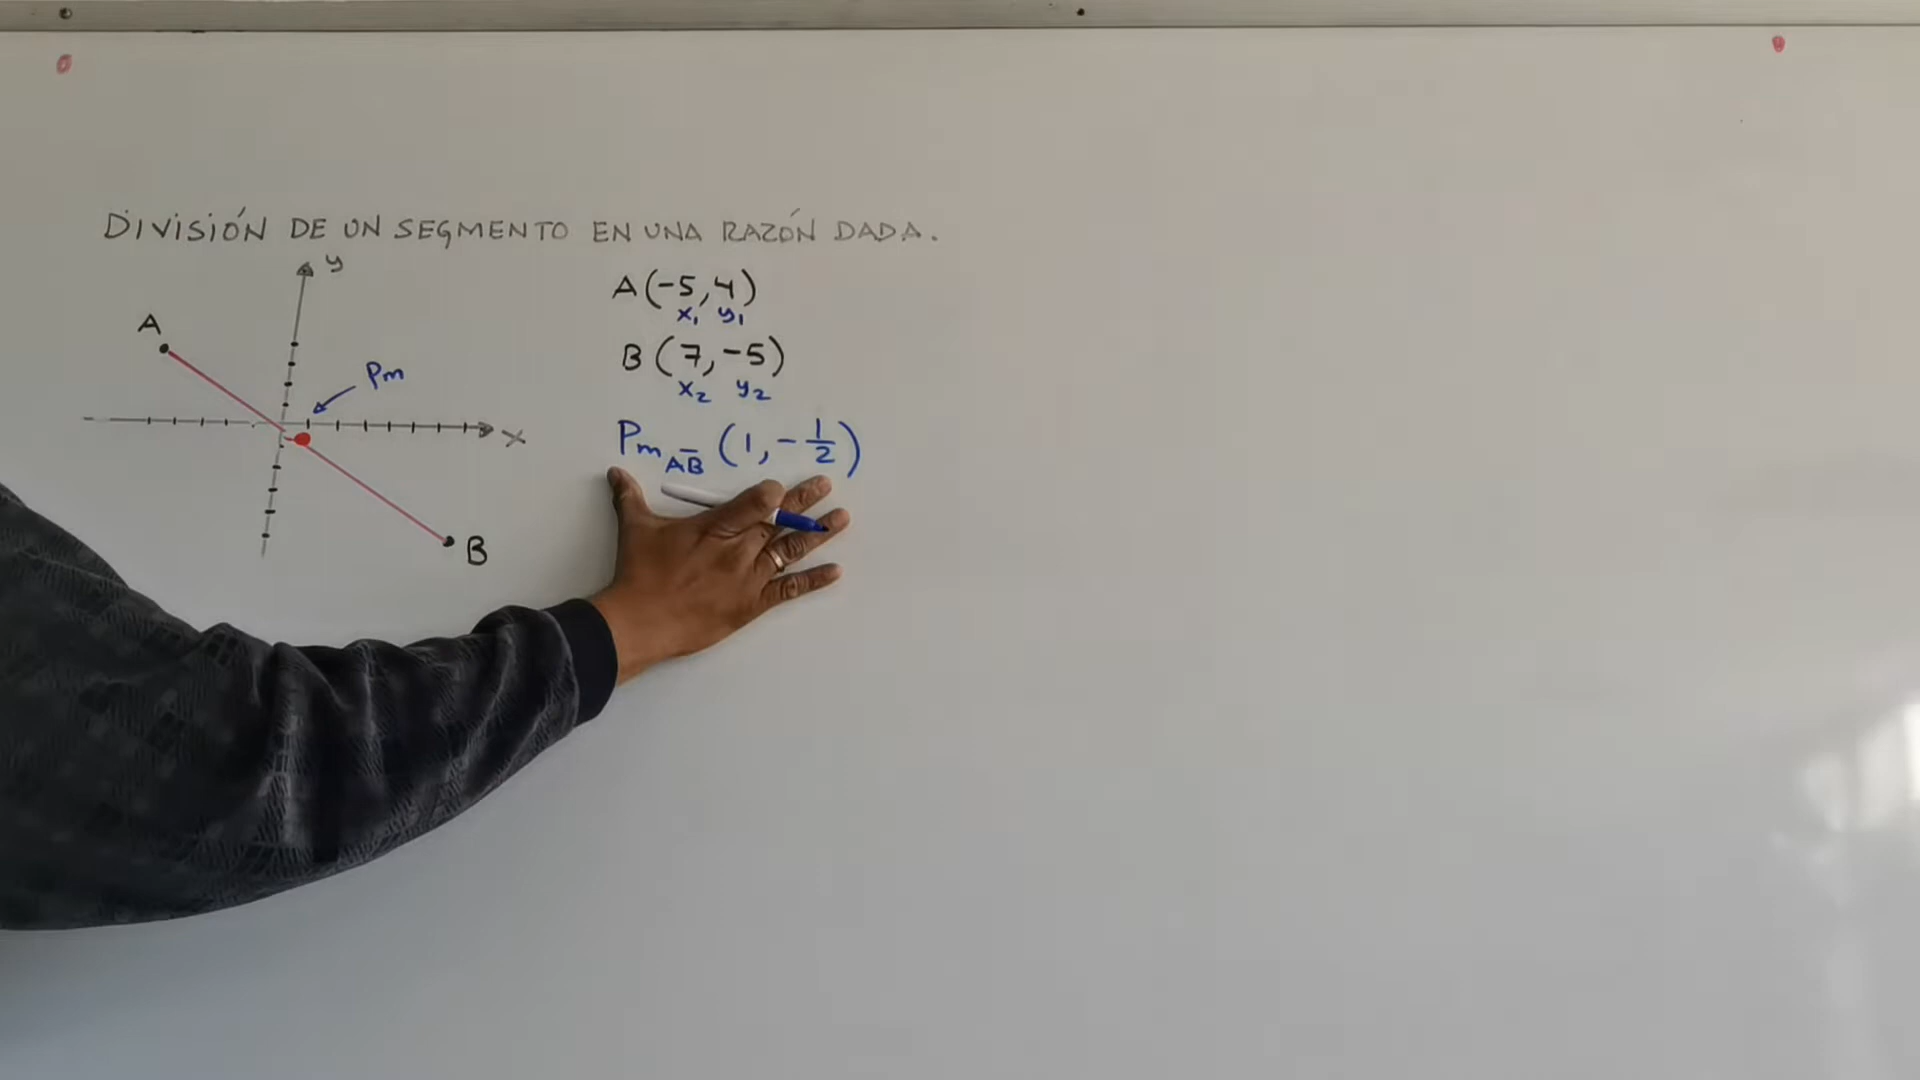 DIVISIÓN DE UN SEGMENTO EN UNA RAZÓN DADA.
y
A
Pm
x
B
A(-5,4)
x₁ y₁
B(7,-5)
x₂ y₂
Pm A̅B̅ (1, -1/2)